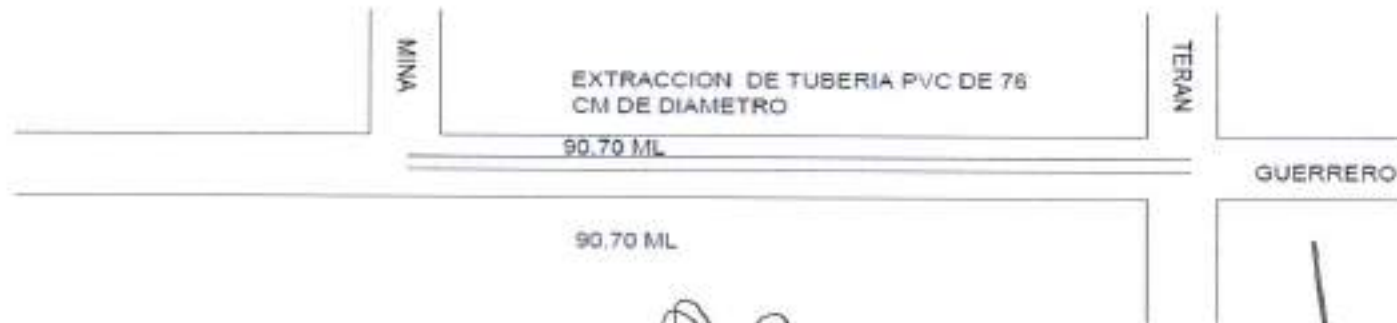 MINA
TERAN
EXTRACCION DE TUBERIA PVC DE 76
CM DE DIAMETRO
90.70 ML
GUERRERO
90.70 ML